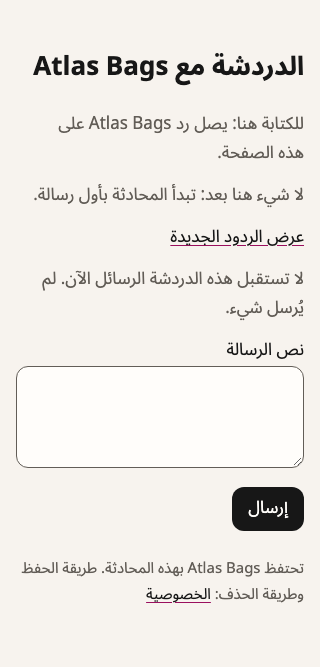 الدردشة مع Atlas Bags
للكتابة هنا: يصل رد Atlas Bags على
هذه الصفحة.
لا شيء هنا بعد: تبدأ المحادثة بأول رسالة.
عرض الردود الجديدة
لا تستقبل هذه الدردشة الرسائل الآن. لم
يُرسل شيء.
نص الرسالة
إرسال
تحتفظ Atlas Bags بهذه المحادثة. طريقة الحفظ
وطريقة الحذف: الخصوصية